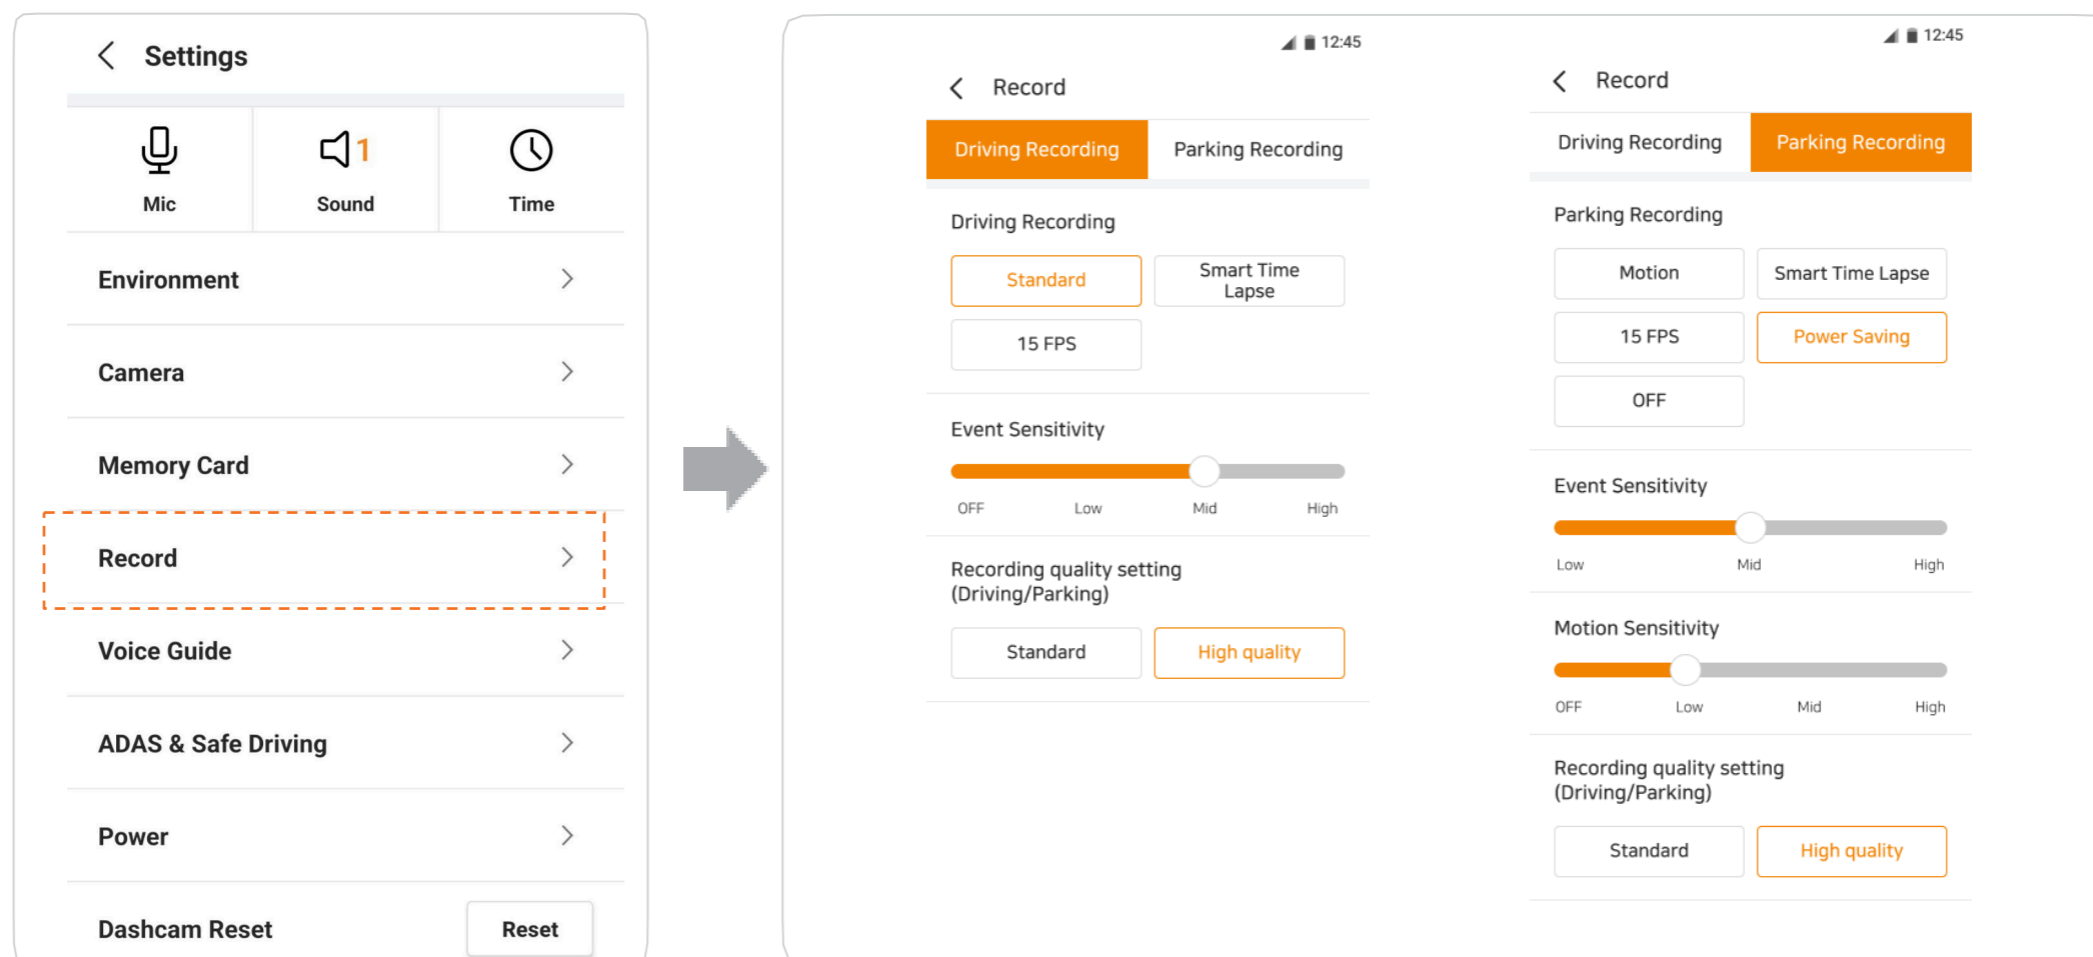 Settings
1
Mic Sound Time
Environment
Camera
Memory Card
Record
Voice Guide
ADAS & Safe Driving
Power
Dashcam Reset Reset
12:45
Record
Driving Recording Parking Recording
Driving Recording
Standard Smart Time
Lapse
15 FPS
Event Sensitivity
OFF Low Mid High
Recording quality setting
(Driving/Parking)
Standard High quality
12:45
Record
Driving Recording Parking Recording
Parking Recording
Motion Smart Time Lapse
15 FPS Power Saving
OFF
Event Sensitivity
Low Mid High
Motion Sensitivity
OFF Low Mid High
Recording quality setting
(Driving/Parking)
Standard High quality